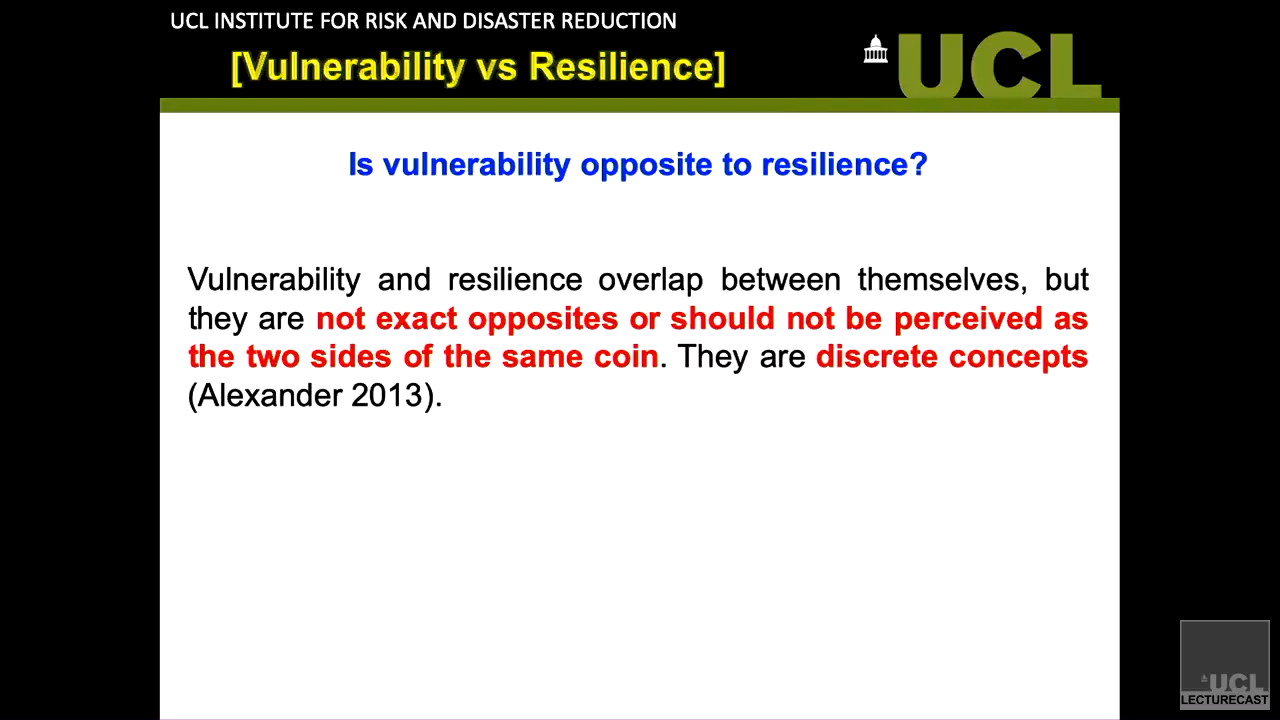 UCL INSTITUTE FOR RISK AND DISASTER REDUCTION
[Vulnerability vs Resilience]
UCL
Is vulnerability opposite to resilience?
Vulnerability and resilience overlap between themselves, but
they are not exact opposites or should not be perceived as
the two sides of the same coin. They are discrete concepts
(Alexander 2013).
UCL
LECTURECAST